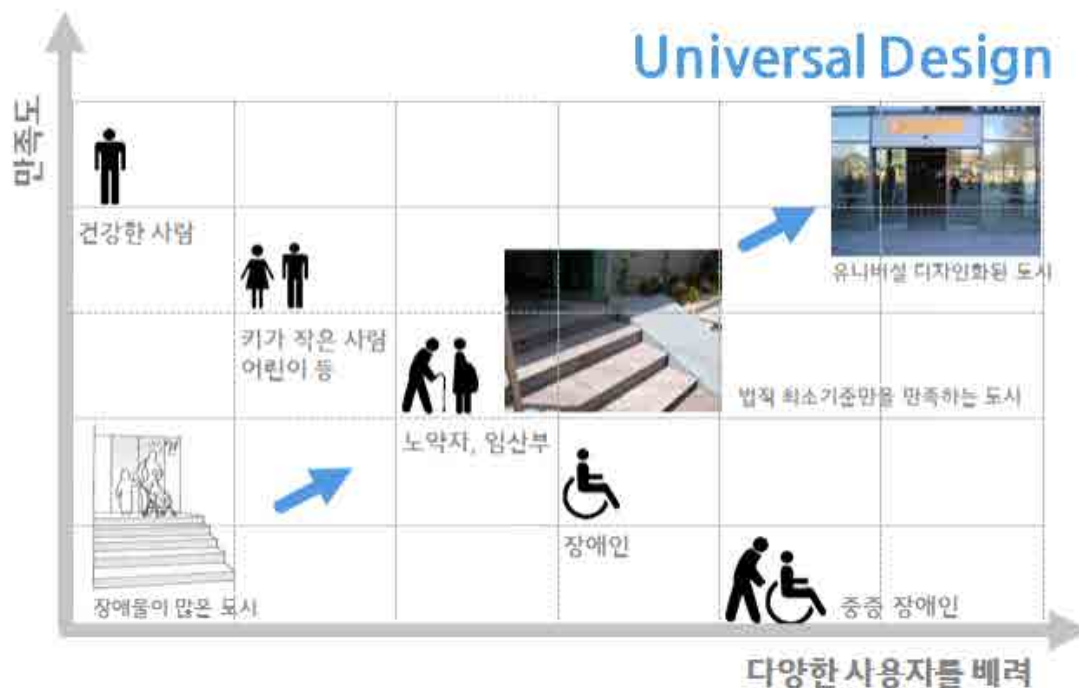 Universal Design
만족도
건강한 사람
유니버설 디자인화된 도시
키가 작은 사람
어린이 등
법적 최소기준만을 만족하는 도시
노약자, 임산부
장애인
장애물이 많은 도시
중증 장애인
다양한 사용자를 배려